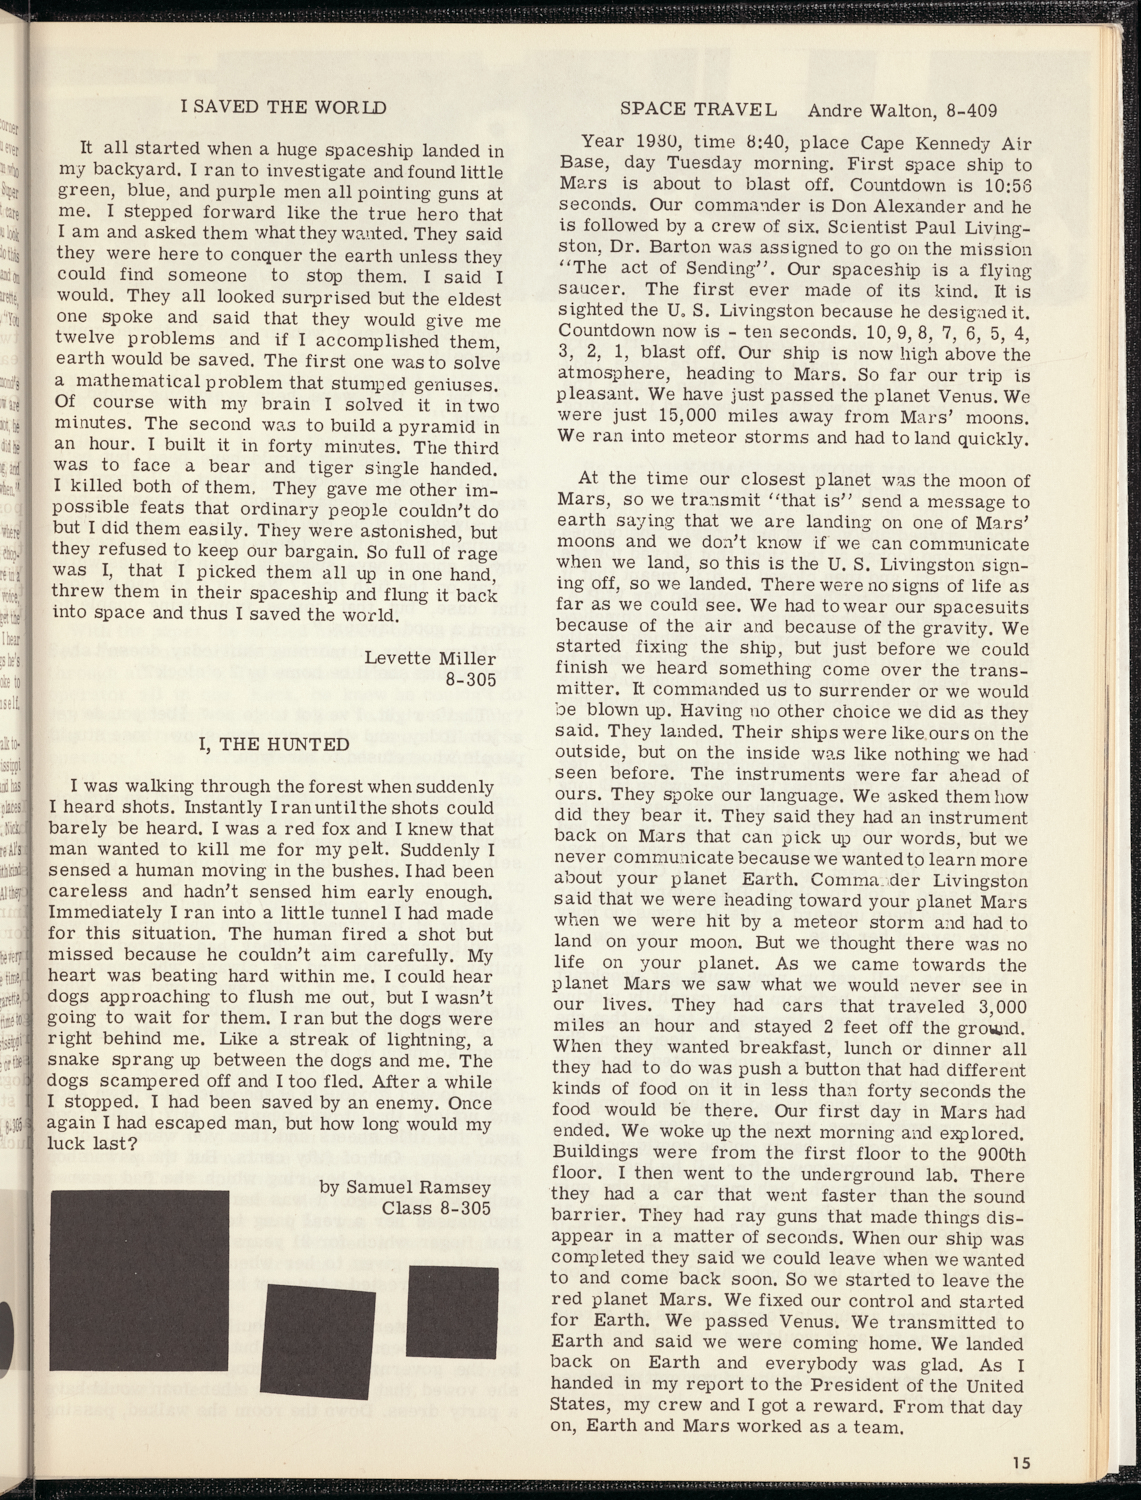 I SAVED THE WORLD
It all started when a huge spaceship landed in
my backyard. I ran to investigate and found little
green, blue, and purple men all pointing guns at
me. I stepped forward like the true hero that
I am and asked them what they wanted. They said
they were here to conquer the earth unless they
could find someone to stop them. I said I
would. They all looked surprised but the eldest
one spoke and said that they would give me
twelve problems and if I accomplished them,
earth would be saved. The first one was to solve
a mathematical problem that stumped geniuses.
Of course with my brain I solved it in two
minutes. The second was to build a pyramid in
an hour. I built it in forty minutes. The third
was to face a bear and tiger single handed.
I killed both of them. They gave me other im-
possible feats that ordinary people couldn't do
but I did them easily. They were astonished, but
they refused to keep our bargain. So full of rage
was I, that I picked them all up in one hand,
threw them in their spaceship and flung it back
into space and thus I saved the world.
Levette Miller
8-305
I, THE HUNTED
I was walking through the forest when suddenly
I heard shots. Instantly I ran until the shots could
barely be heard. I was a red fox and I knew that
man wanted to kill me for my pelt. Suddenly I
sensed a human moving in the bushes. I had been
careless and hadn't sensed him early enough.
Immediately I ran into a little tunnel I had made
for this situation. The human fired a shot but
missed because he couldn't aim carefully. My
heart was beating hard within me. I could hear
dogs approaching to flush me out, but I wasn't
going to wait for them. I ran but the dogs were
right behind me. Like a streak of lightning, a
snake sprang up between the dogs and me. The
dogs scampered off and I too fled. After a while
I stopped. I had been saved by an enemy. Once
again I had escaped man, but how long would my
luck last?
by Samuel Ramsey
Class 8-305
SPACE TRAVEL Andre Walton, 8-409
Year 1980, time 8:40, place Cape Kennedy Air
Base, day Tuesday morning. First space ship to
Mars is about to blast off. Countdown is 10:56
seconds. Our commander is Don Alexander and he
is followed by a crew of six. Scientist Paul Living-
ston, Dr. Barton was assigned to go on the mission
"The act of Sending". Our spaceship is a flying
saucer. The first ever made of its kind. It is
sighted the U. S. Livingston because he designed it.
Countdown now is - ten seconds. 10, 9, 8, 7, 6, 5, 4,
3, 2, 1, blast off. Our ship is now high above the
atmosphere, heading to Mars. So far our trip is
pleasant. We have just passed the planet Venus. We
were just 15,000 miles away from Mars' moons.
We ran into meteor storms and had to land quickly.
At the time our closest planet was the moon of
Mars, so we transmit "that is" send a message to
earth saying that we are landing on one of Mars'
moons and we don't know if we can communicate
when we land, so this is the U. S. Livingston sign-
ing off, so we landed. There were no signs of life as
far as we could see. We had to wear our spacesuits
because of the air and because of the gravity. We
started fixing the ship, but just before we could
finish we heard something come over the trans-
mitter. It commanded us to surrender or we would
be blown up. Having no other choice we did as they
said. They landed. Their ships were like ours on the
outside, but on the inside was like nothing we had
seen before. The instruments were far ahead of
ours. They spoke our language. We asked them how
did they bear it. They said they had an instrument
back on Mars that can pick up our words, but we
never communicate because we wanted to learn more
about your planet Earth. Comma der Livingston
said that we were heading toward your planet Mars
when we were hit by a meteor storm and had to
land on your moon. But we thought there was no
life on your planet. As we came towards the
planet Mars we saw what we would never see in
our lives. They had cars that traveled 3,000
miles an hour and stayed 2 feet off the ground.
When they wanted breakfast, lunch or dinner all
they had to do was push a button that had different
kinds of food on it in less than forty seconds the
food would be there. Our first day in Mars had
ended. We woke up the next morning and explored.
Buildings were from the first floor to the 900th
floor. I then went to the underground lab. There
they had a car that went faster than the sound
barrier. They had ray guns that made things dis-
appear in a matter of seconds. When our ship was
completed they said we could leave when we wanted
to and come back soon. So we started to leave the
red planet Mars. We fixed our control and started
for Earth. We passed Venus. We transmitted to
Earth and said we were coming home. We landed
back on Earth and everybody was glad. As I
handed in my report to the President of the United
States, my crew and I got a reward. From that day
on, Earth and Mars worked as a team.
15